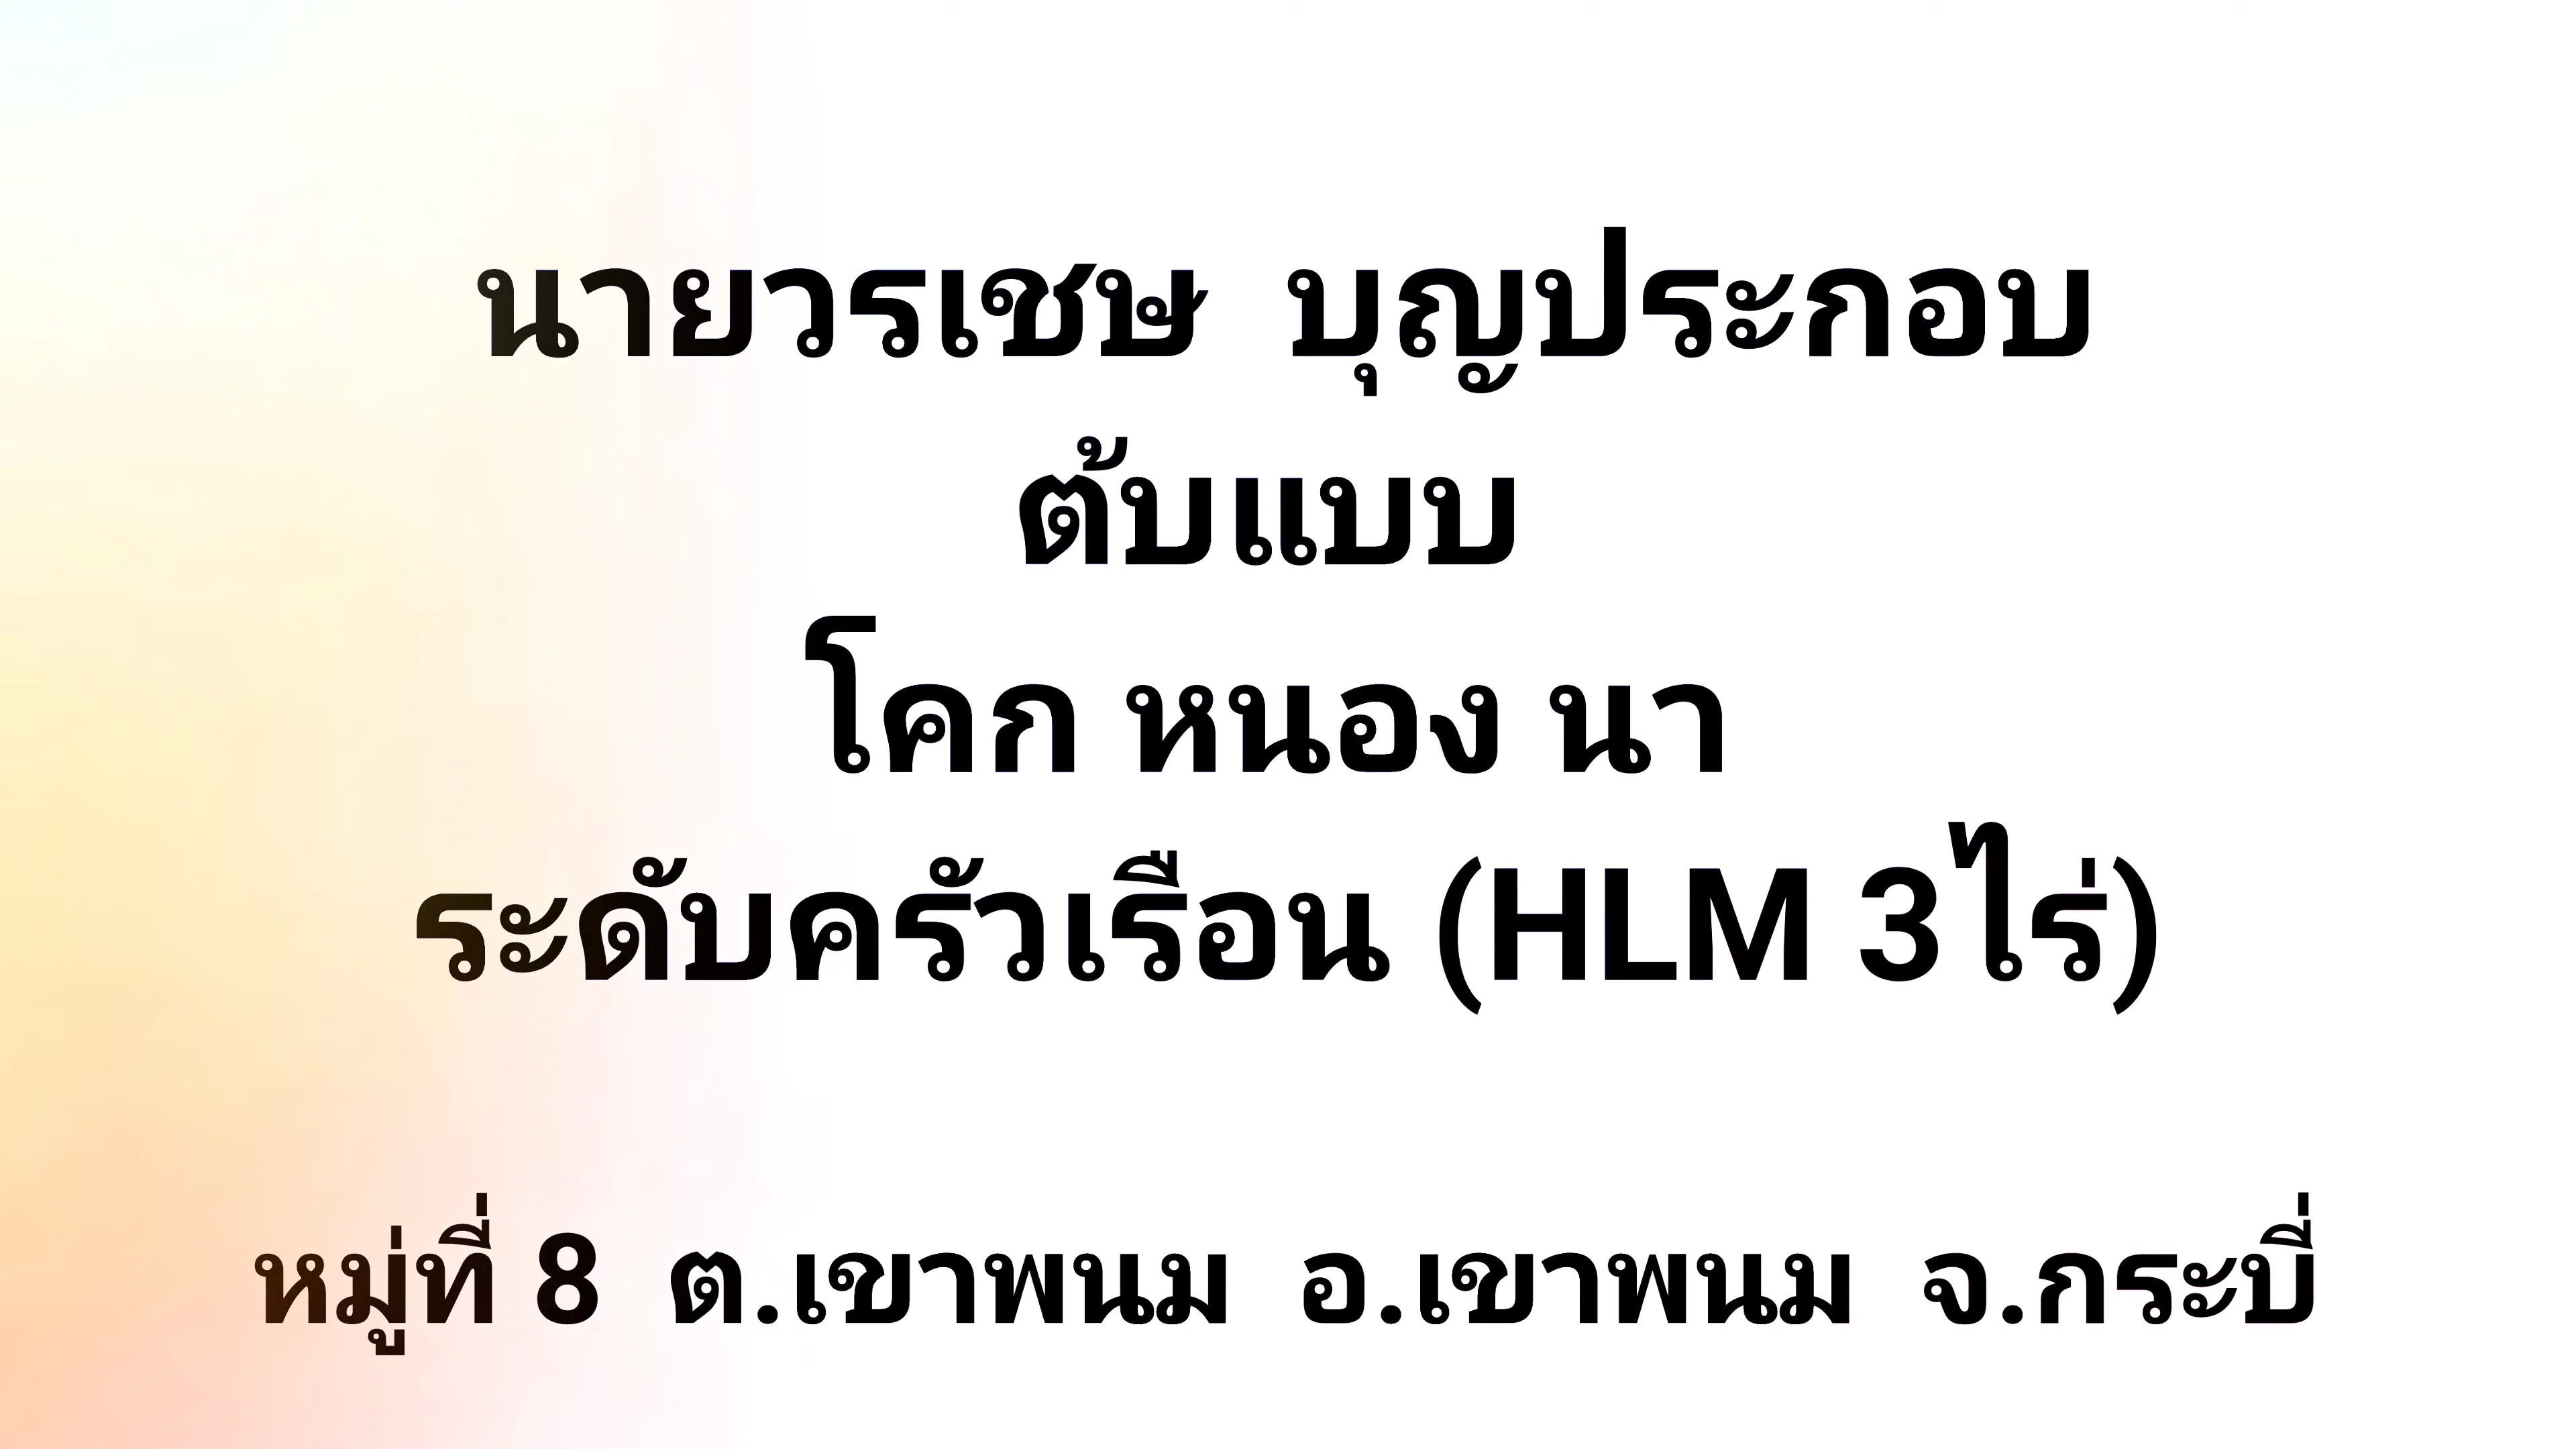 นายวรเชษ  บุญประกอบ
ต้บแบบ
โคก หนอง นา
ระดับครัวเรือน (HLM 3ไร่)
หมู่ที่ 8  ต.เขาพนม  อ.เขาพนม  จ.กระบี่